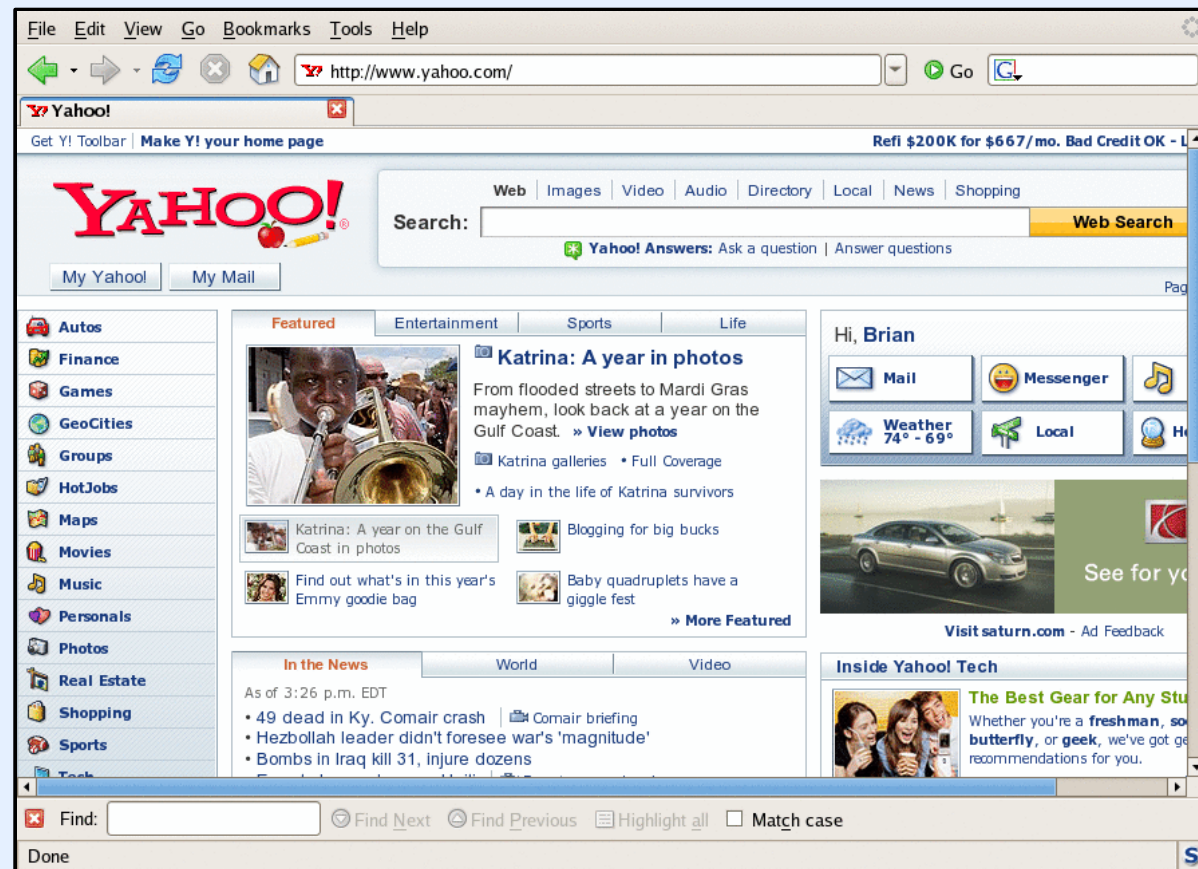 File Edit View Go Bookmarks Tools Help
http://www.yahoo.com/ Go G
Yahoo!
Get Y! Toolbar | Make Y! your home page
Refi $200K for $667/mo. Bad Credit OK - L
YAHOO!
Web | Images | Video | Audio | Directory | Local | News | Shopping
Search: Web Search
Yahoo! Answers: Ask a question | Answer questions
My Yahoo! My Mail
Pag
Autos
Finance
Games
GeoCities
Groups
HotJobs
Maps
Movies
Music
Personals
Photos
Real Estate
Shopping
Sports
Tech
Featured Entertainment Sports Life
Katrina: A year in photos
From flooded streets to Mardi Gras
mayhem, look back at a year on the
Gulf Coast. » View photos
Katrina galleries • Full Coverage
• A day in the life of Katrina survivors
Katrina: A year on the Gulf
Coast in photos
Blogging for big bucks
Find out what's in this year's
Emmy goodie bag
Baby quadruplets have a
giggle fest
» More Featured
In the News World Video
As of 3:26 p.m. EDT
• 49 dead in Ky. Comair crash | Comair briefing
• Hezbollah leader didn't foresee war's 'magnitude'
• Bombs in Iraq kill 31, injure dozens
Hi, Brian
Mail Messenger
Weather
74° - 69°
Local
He
See for yo
Visit saturn.com - Ad Feedback
Inside Yahoo! Tech
The Best Gear for Any Stu
Whether you're a freshman, so
butterfly, or geek, we've got ge
recommendations for you.
Find: Find Next Find Previous Highlight all Match case
Done
S